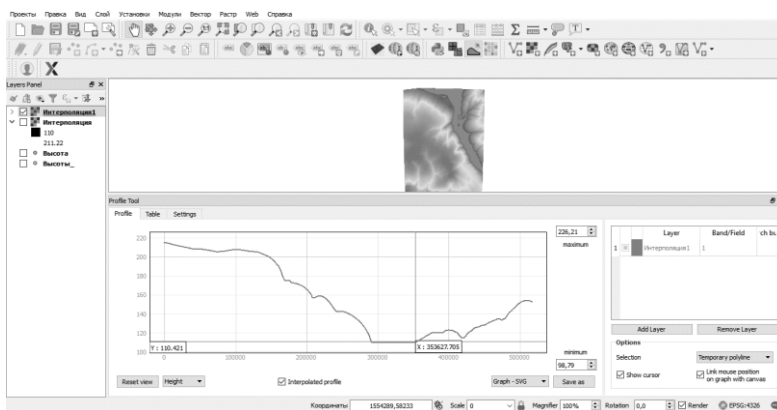 Проекты Правка Вид Слой Установки Модули Вектор Растр Web Справка
Layers Panel
Интерполяция1
Интерполяция
110
211.22
Высота
Высоты_
Profile Tool
Profile Table Settings
220
200
180
160
140
120
100
0 100000 200000 300000 400000 500000
Y : 110.421
X : 353627.705
226,21
maximum
minimum
98,79
Layer Band/Field
1 Интерполяция1 1
Add Layer Remove Layer
Options
Selection Temporary polyline
Show cursor Link mouse position on graph with canvas
Reset view Height Interpolated profile Graph - SVG Save as
Координаты 1554289,58233 Scale 0 Magnifier 100% Rotation 0,0 Render EPSG:4326